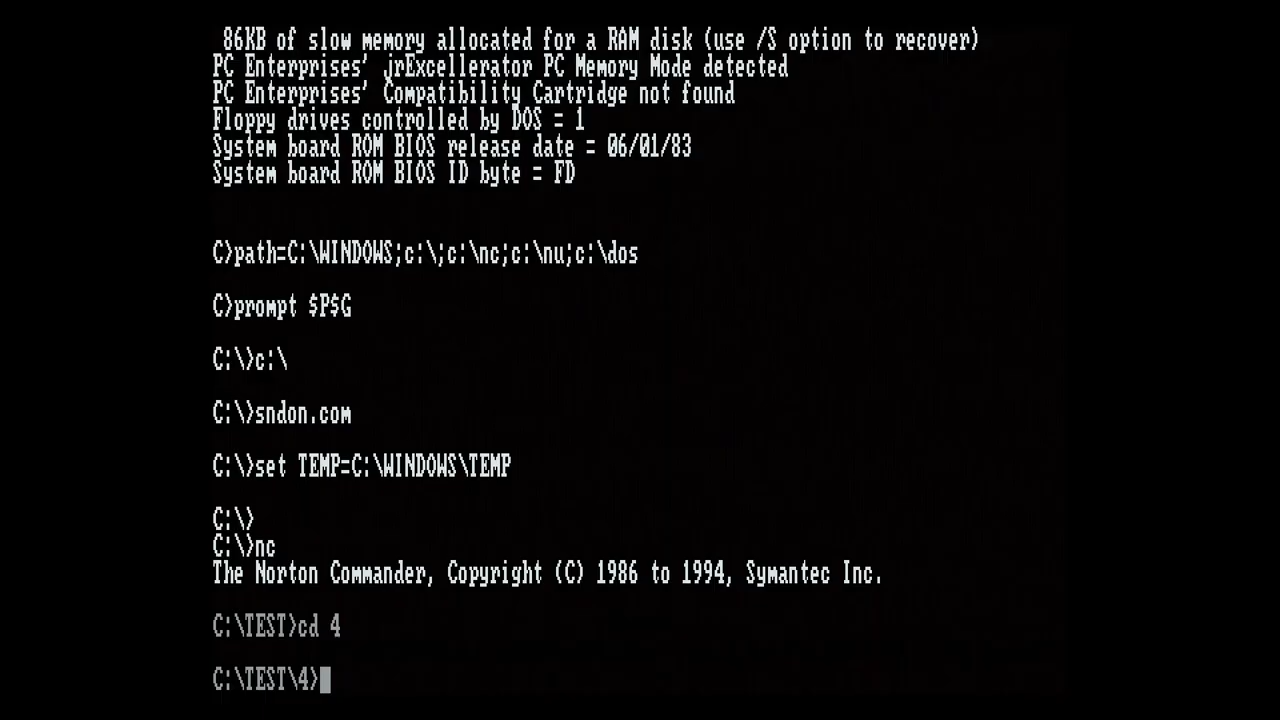 86KB of slow memory allocated for a RAM disk (use /S option to recover)
PC Enterprises' jrExcellerator PC Memory Mode detected
PC Enterprises' Compatibility Cartridge not found
Floppy drives controlled by DOS = 1
System board ROM BIOS release date = 06/01/83
System board ROM BIOS ID byte = FD
C>path=C:\WINDOWS;c:\;c:\nc;c:\nu;c:\dos
C>prompt $P$G
C:\>c:\
C:\>sndon.com
C:\>set TEMP=C:\WINDOWS\TEMP
C:\>
C:\>nc
The Norton Commander, Copyright (C) 1986 to 1994, Symantec Inc.
C:\TEST>cd 4
C:\TEST\4>